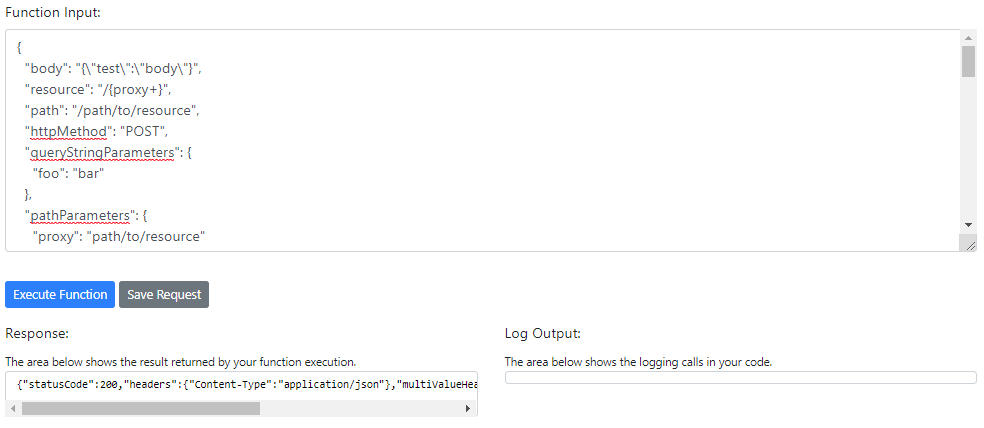 Function Input:
{
"body": "{\"test\":\"body\"}",
"resource": "/{proxy+}",
"path": "/path/to/resource",
"httpMethod": "POST",
"queryStringParameters": {
"foo": "bar"
},
"pathParameters": {
"proxy": "path/to/resource"
Execute Function Save Request
Response:
The area below shows the result returned by your function execution.
{"statusCode":200,"headers":{"Content-Type":"application/json"},"multiValueHea
Log Output:
The area below shows the logging calls in your code.